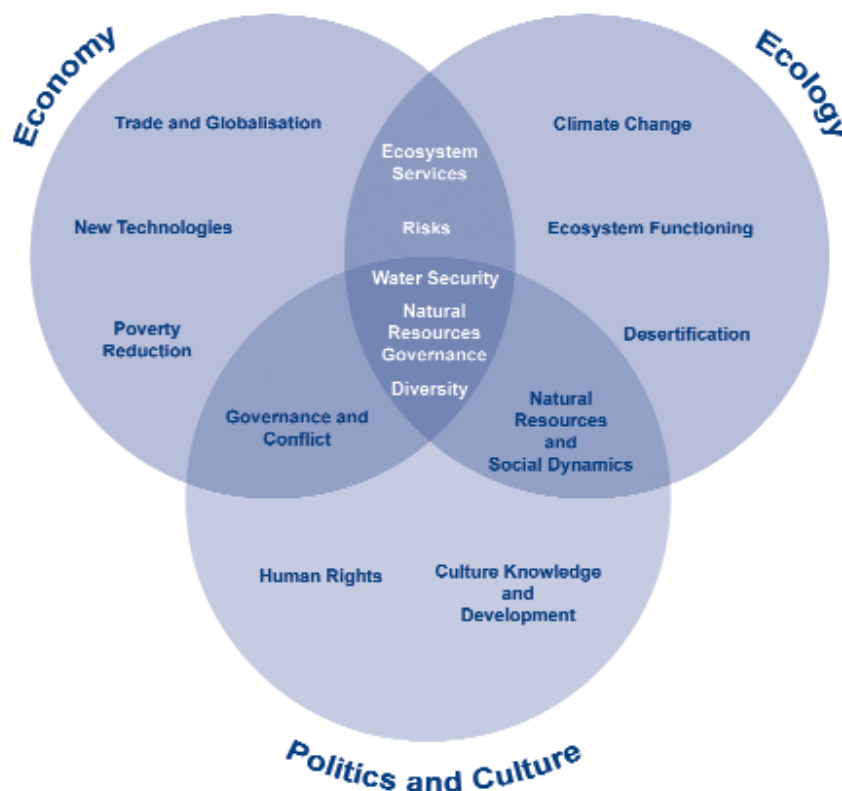 Economy
Ecology
Trade and Globalisation
Climate Change
Ecosystem
Services
New Technologies
Risks
Ecosystem Functioning
Water Security
Poverty
Reduction
Natural
Resources
Governance
Desertification
Diversity
Governance and
Conflict
Natural
Resources
and
Social Dynamics
Human Rights
Culture Knowledge
and
Development
Politics and Culture